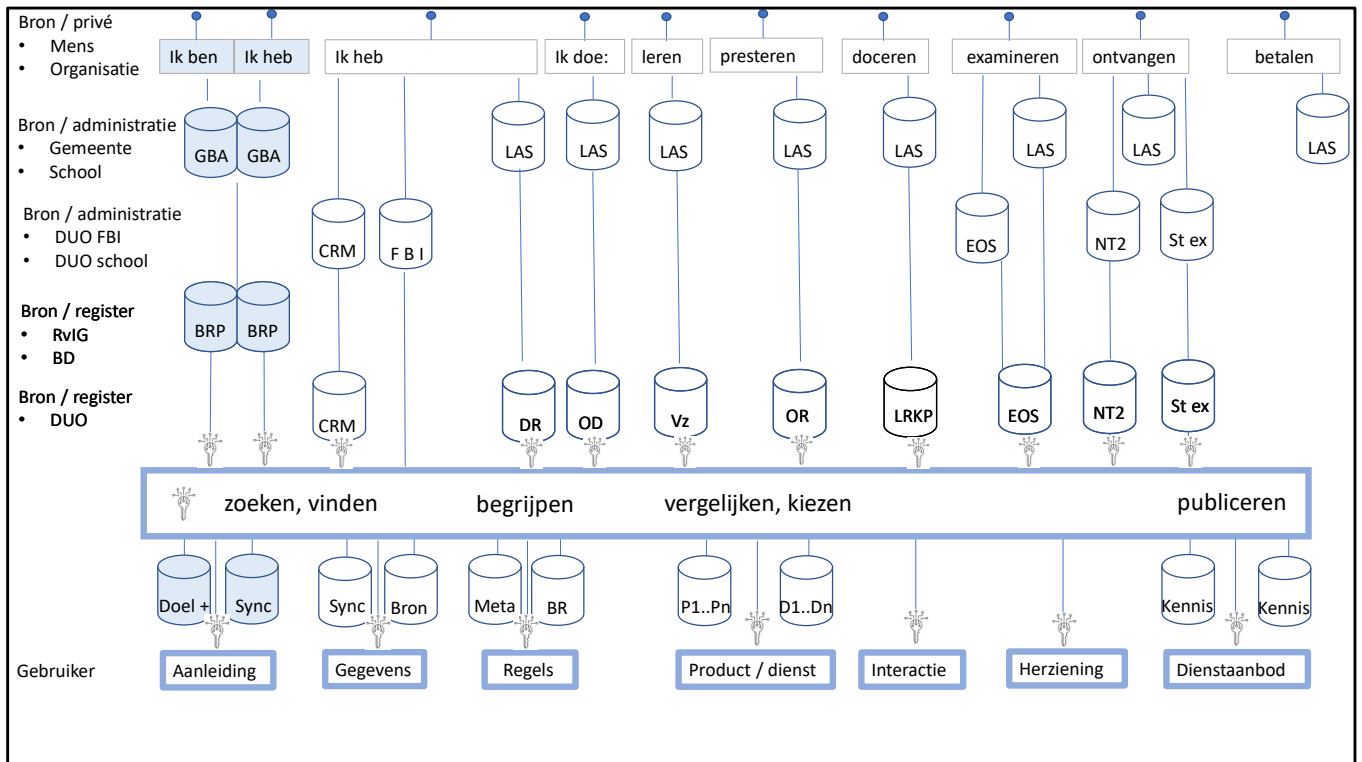 Bron / privé
• Mens
• Organisatie
Ik ben
Ik heb
Ik heb
Ik doe:
leren
presteren
doceren
examineren
ontvangen
betalen
Bron / administratie
• Gemeente
• School
GBA
GBA
LAS
LAS
LAS
LAS
LAS
LAS
LAS
LAS
Bron / administratie
• DUO FBI
• DUO school
CRM
F B I
EOS
NT2
St ex
Bron / register
• RvIG
• BD
BRP
BRP
Bron / register
• DUO
CRM
DR
OD
Vz
OR
LRKP
EOS
NT2
St ex
zoeken, vinden
begrijpen
vergelijken, kiezen
publiceren
Doel +
Sync
Sync
Bron
Meta
BR
P1..Pn
D1..Dn
Kennis
Kennis
Gebruiker
Aanleiding
Gegevens
Regels
Product / dienst
Interactie
Herziening
Dienstaanbod